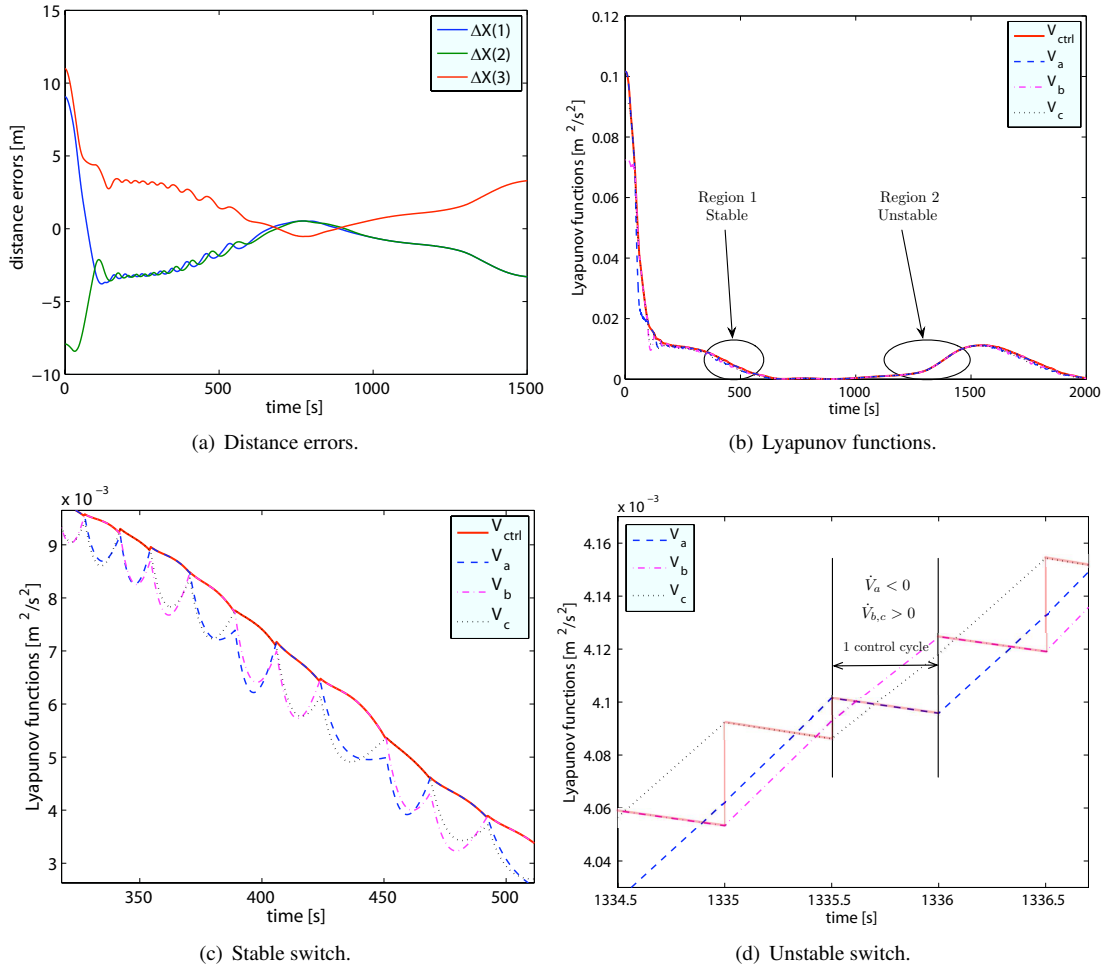 15
10
5
0
−5
−10
0
500
1000
1500
distance errors [m]
time [s]
ΔX(1)
ΔX(2)
ΔX(3)
(a) Distance errors.
0.12
0.1
0.08
0.06
0.04
0.02
0
0
500
1000
1500
2000
Lyapunov functions [m²/s²]
time [s]
V_ctrl
V_a
V_b
V_c
Region 1
Stable
Region 2
Unstable
(b) Lyapunov functions.
x 10⁻³
9
8
7
6
5
4
3
350
400
450
500
Lyapunov functions [m²/s²]
time [s]
V_ctrl
V_a
V_b
V_c
(c) Stable switch.
x 10⁻³
4.16
4.14
4.12
4.1
4.08
4.06
4.04
1334.5
1335
1335.5
1336
1336.5
Lyapunov functions [m²/s²]
time [s]
V_a
V_b
V_c
V̇_a < 0
V̇_b,c > 0
1 control cycle
(d) Unstable switch.